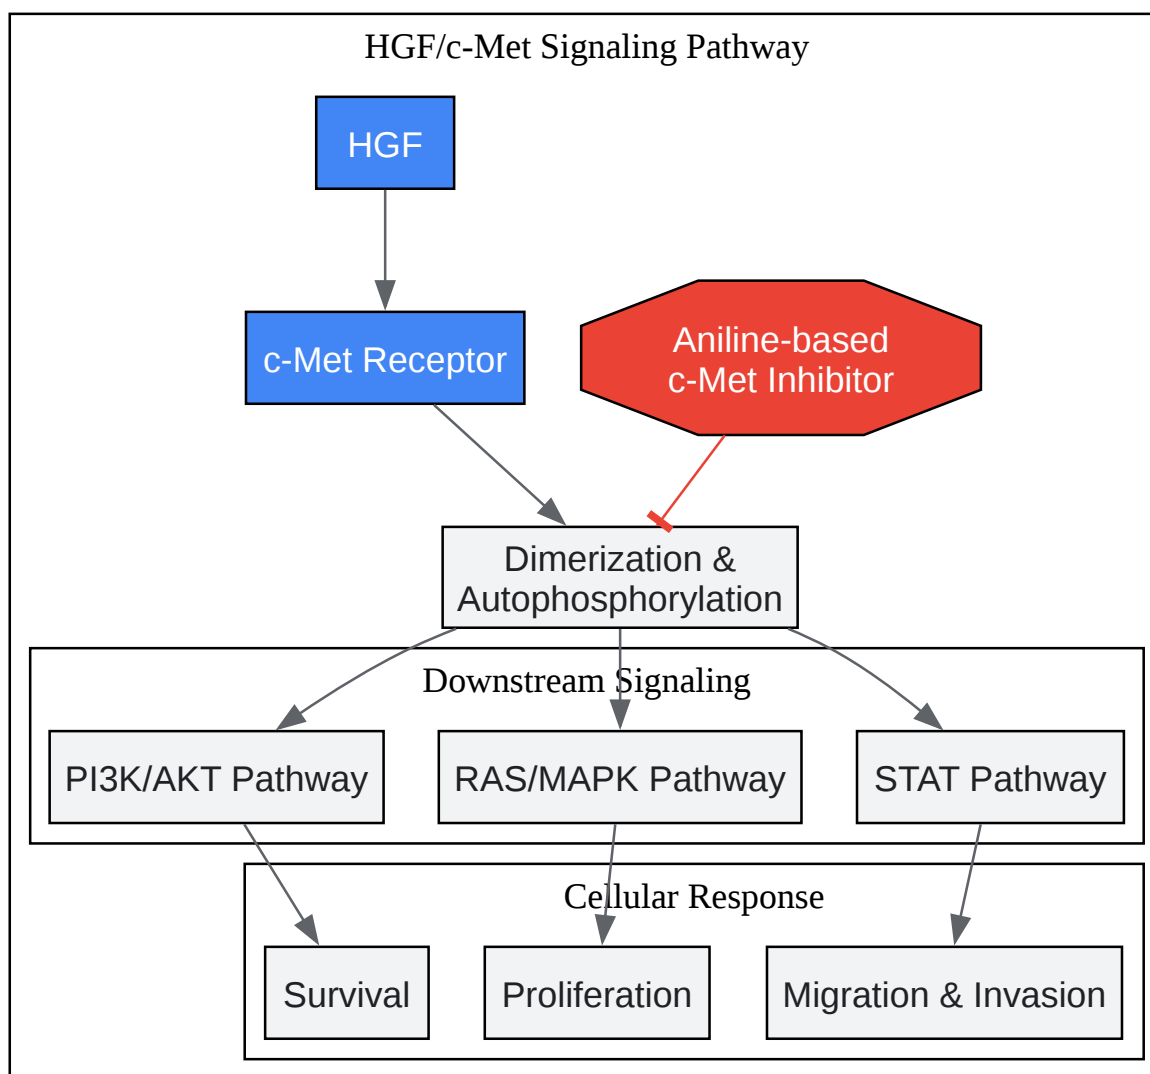 HGF/c-Met Signaling Pathway
HGF
c-Met Receptor
Aniline-based
c-Met Inhibitor
Dimerization &
Autophosphorylation
Downstream Signaling
PI3K/AKT Pathway
RAS/MAPK Pathway
STAT Pathway
Cellular Response
Survival
Proliferation
Migration & Invasion